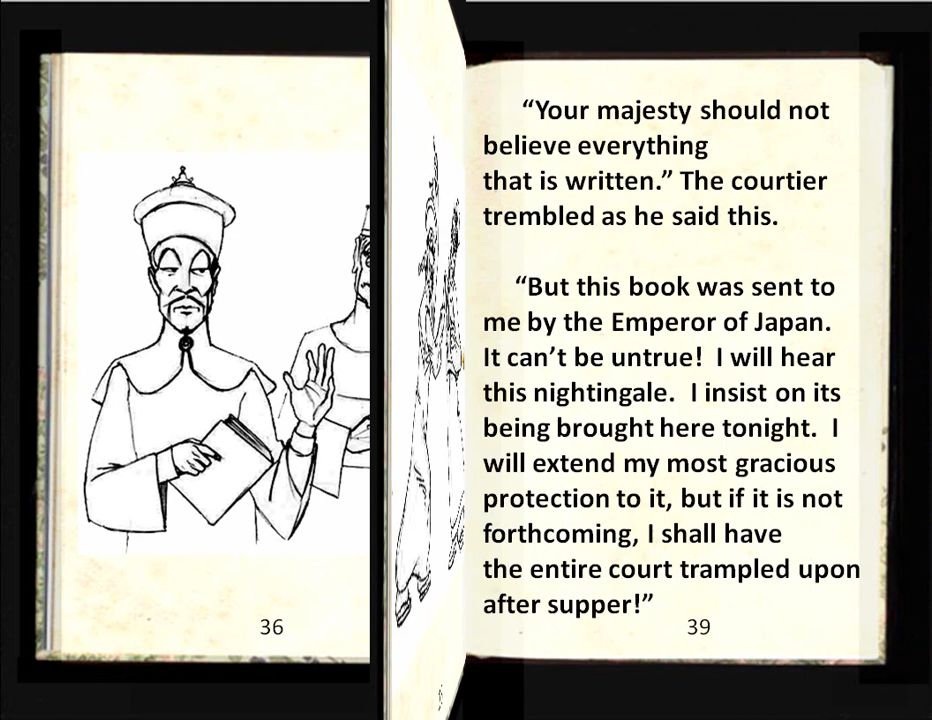 “Your majesty should not
believe everything
that is written.” The courtier
trembled as he said this.
“But this book was sent to
me by the Emperor of Japan.
It can’t be untrue!  I will hear
this nightingale.  I insist on its
being brought here tonight.  I
will extend my most gracious
protection to it, but if it is not
forthcoming, I shall have
the entire court trampled upon
after supper!”
36
39